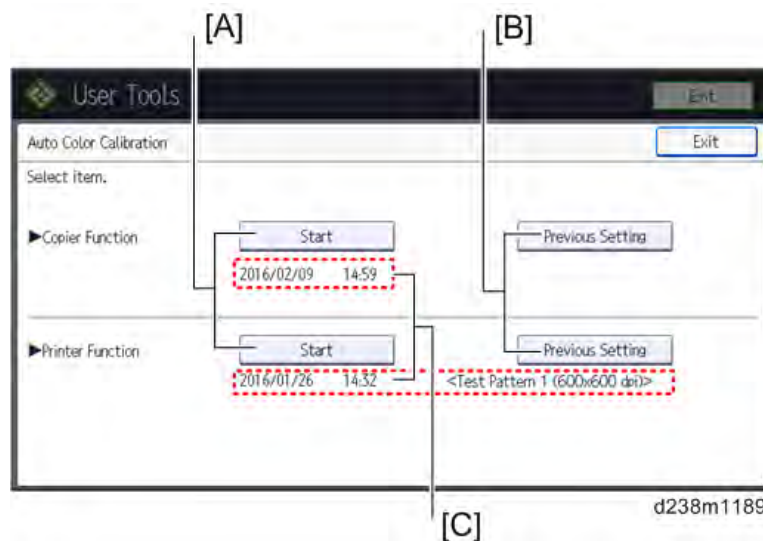 [A] [B]
User Tools Exit
Auto Color Calibration Exit
Select item.
►Copier Function Start Previous Setting
2016/02/09 14:59
►Printer Function Start Previous Setting
2016/01/26 14:32 <Test Pattern 1 (600x600 dpi)>
[C]
d238m1189